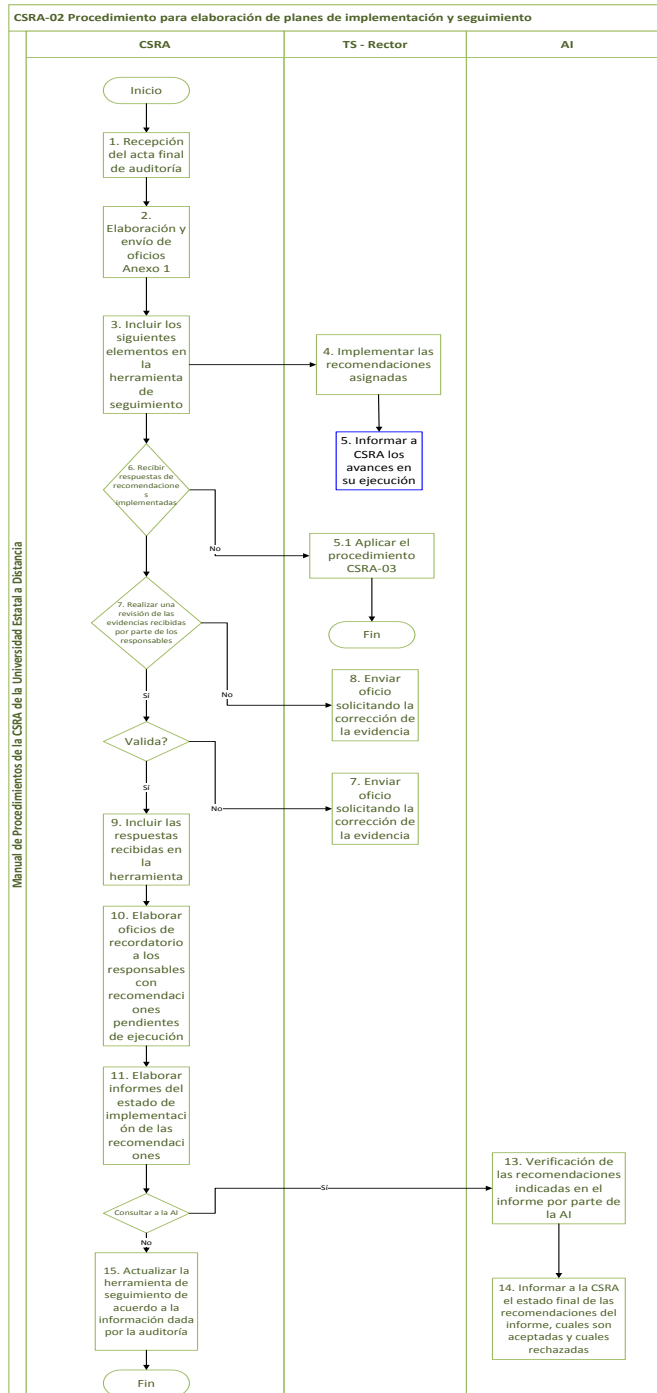 CSRA-02 Procedimiento para elaboración de planes de implementación y seguimiento
CSRA
TS - Rector
AI
Manual de Procedimientos de la CSRA de la Universidad Estatal a Distancia
Inicio
1. Recepción
del acta final
de auditoría
2.
Elaboración y
envío de
oficios
Anexo 1
3. Incluir los
siguientes
elementos en
la
herramienta
de
seguimiento
4. Implementar las
recomendaciones
asignadas
5. Informar a
CSRA los
avances en
su ejecución
6. Recibir
respuestas de
recomendacione
s
implementadas
No
5.1 Aplicar el
procedimiento
CSRA-03
Fin
7. Realizar una
revisión de las
evidencias recibidas
por parte de los
responsables
Sí
No
8. Enviar
oficio
solicitando la
corrección de
la evidencia
Valida?
Sí
No
7. Enviar
oficio
solicitando la
corrección de
la evidencia
9. Incluir las
respuestas
recibidas en
la
herramienta
10. Elaborar
oficios de
recordatorio
a los
responsables
con
recomendaci
ones
pendientes
de ejecución
11. Elaborar
informes del
estado de
implementaci
ón de las
recomendaci
ones
Consultar a la AI
Sí
No
13. Verificación de
las recomendaciones
indicadas en el
informe por parte de
la AI
14. Informar a la CSRA
el estado final de las
recomendaciones del
informe, cuales son
aceptadas y cuales
rechazadas
15. Actualizar la
herramienta de
seguimiento de
acuerdo a la
información dada
por la auditoría
Fin